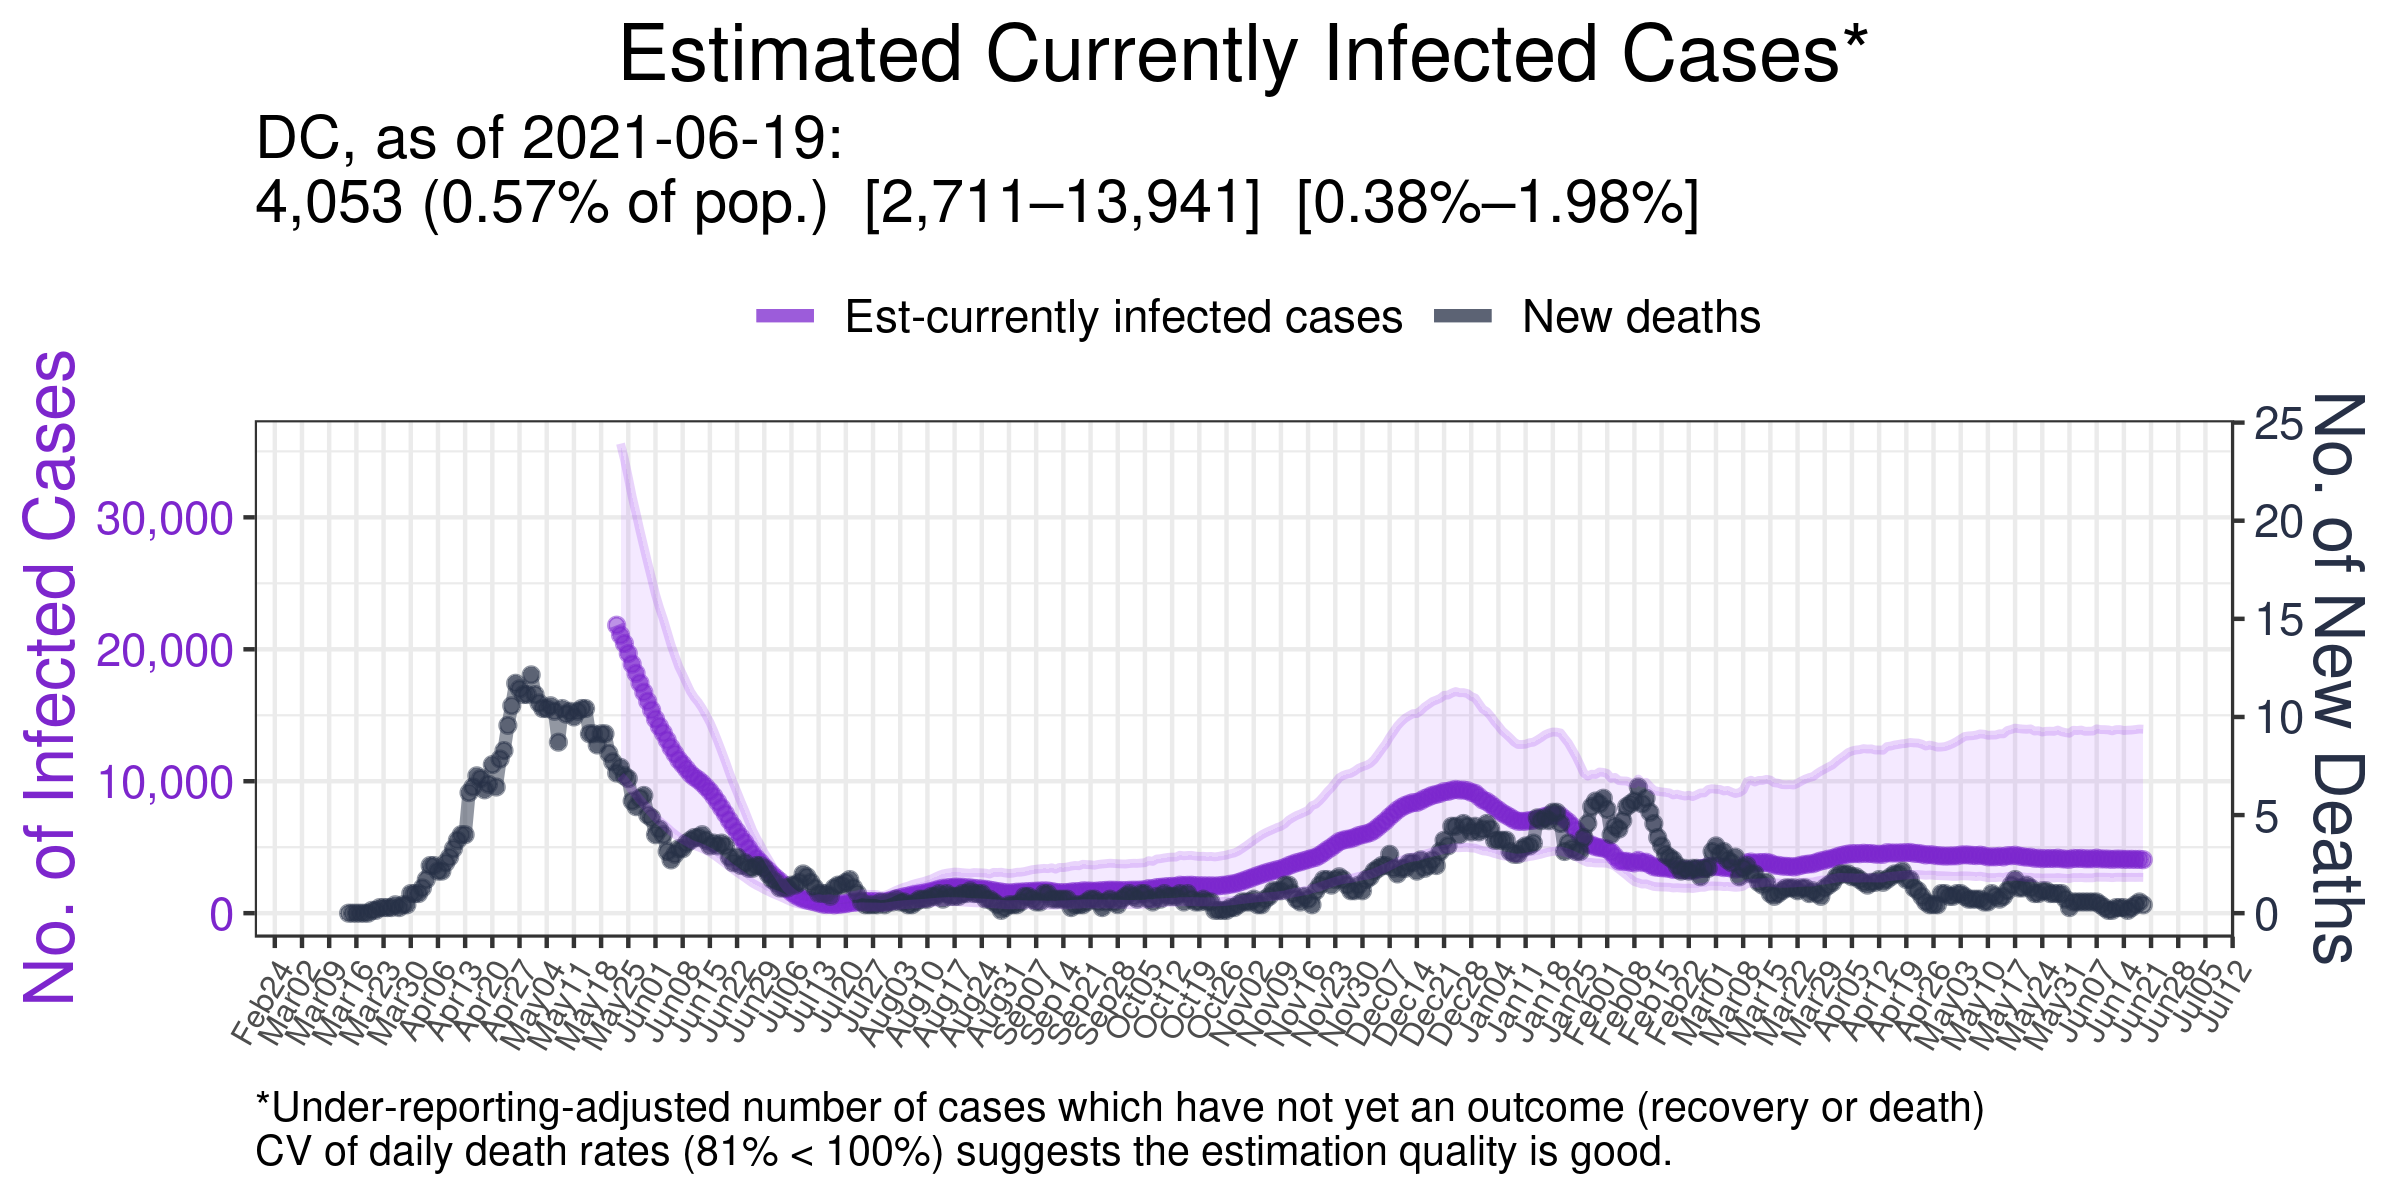 Estimated Currently Infected Cases*
DC, as of 2021-06-19:
4,053 (0.57% of pop.) [2,711–13,941] [0.38%–1.98%]
Est-currently infected cases
New deaths
No. of Infected Cases
30,000
20,000
10,000
0
25
20
15
10
5
0
No. of New Deaths
Feb24
Mar02
Mar09
Mar16
Mar23
Mar30
Apr06
Apr13
Apr20
Apr27
May04
May11
May18
May25
Jun01
Jun08
Jun15
Jun22
Jun29
Jul06
Jul13
Jul20
Jul27
Aug03
Aug10
Aug17
Aug24
Aug31
Sep07
Sep14
Sep21
Sep28
Oct05
Oct12
Oct19
Oct26
Nov02
Nov09
Nov16
Nov23
Nov30
Dec07
Dec14
Dec21
Dec28
Jan04
Jan11
Jan18
Jan25
Feb01
Feb08
Feb15
Feb22
Mar01
Mar08
Mar15
Mar22
Mar29
Apr05
Apr12
Apr19
Apr26
May03
May10
May17
May24
May31
Jun07
Jun14
Jun21
Jun28
Jul05
Jul12
*Under-reporting-adjusted number of cases which have not yet an outcome (recovery or death)
CV of daily death rates (81% < 100%) suggests the estimation quality is good.